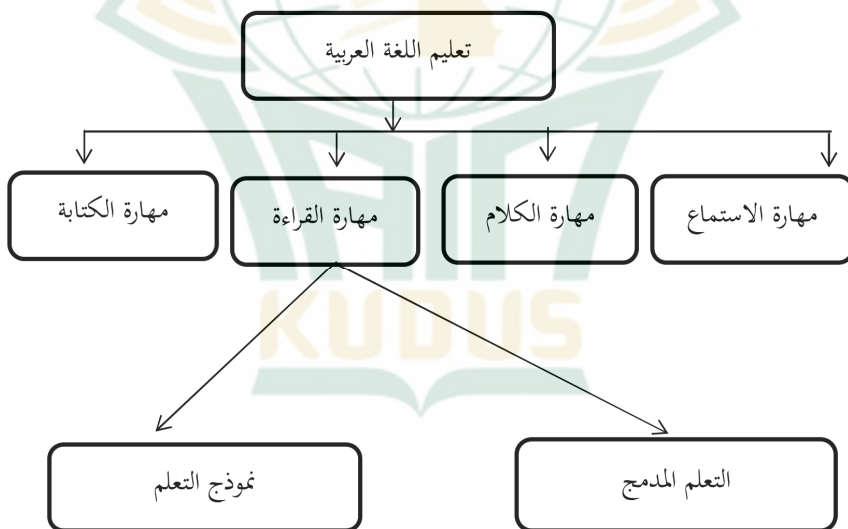 تعليم اللغة العربية
مهارة الاستماع
مهارة الكلام
مهارة القراءة
مهارة الكتابة
التعلم المدمج
نموذج التعلم
KUDUS